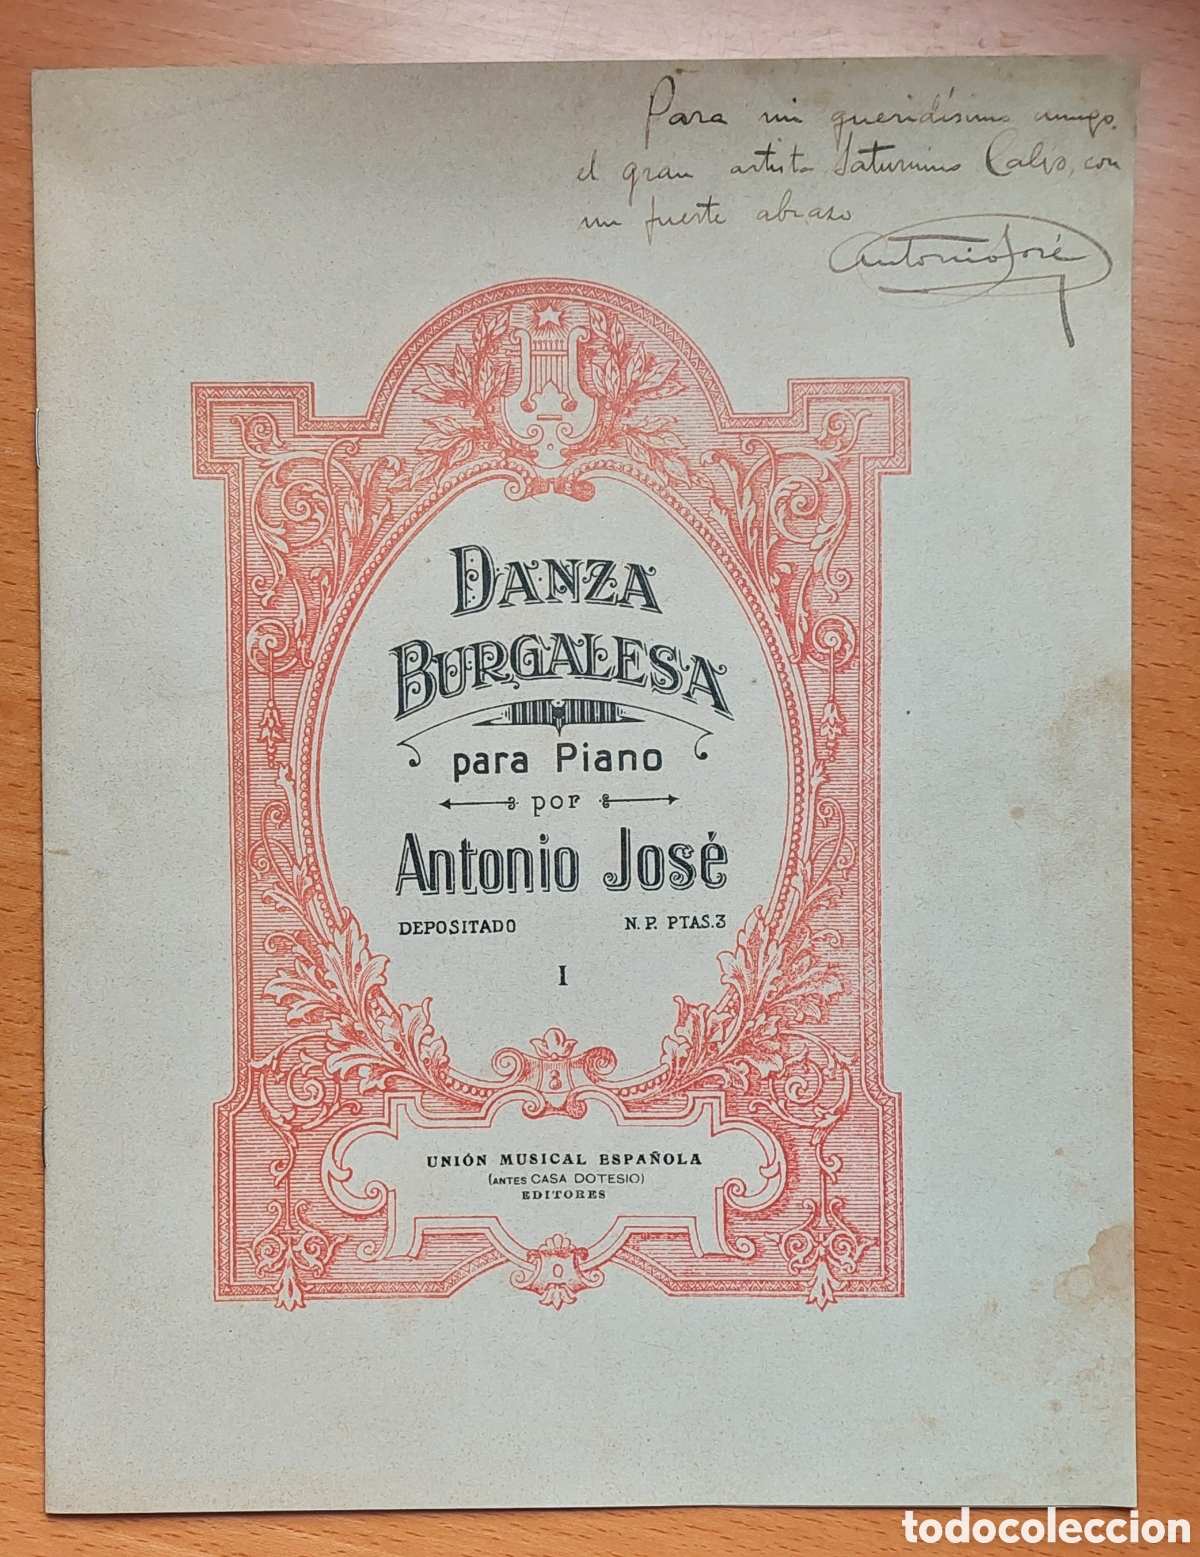 Para mi queridísimo amigo,
el gran artista Saturnino Calvo, con
un fuerte abrazo
Antonio José
DANZA
BURGALESA
para Piano
por
Antonio José
DEPOSITADO N. P. PTAS. 3
I
3
UNIÓN MUSICAL ESPAÑOLA
(ANTES CASA DOTESIO)
EDITORES
todocoleccion